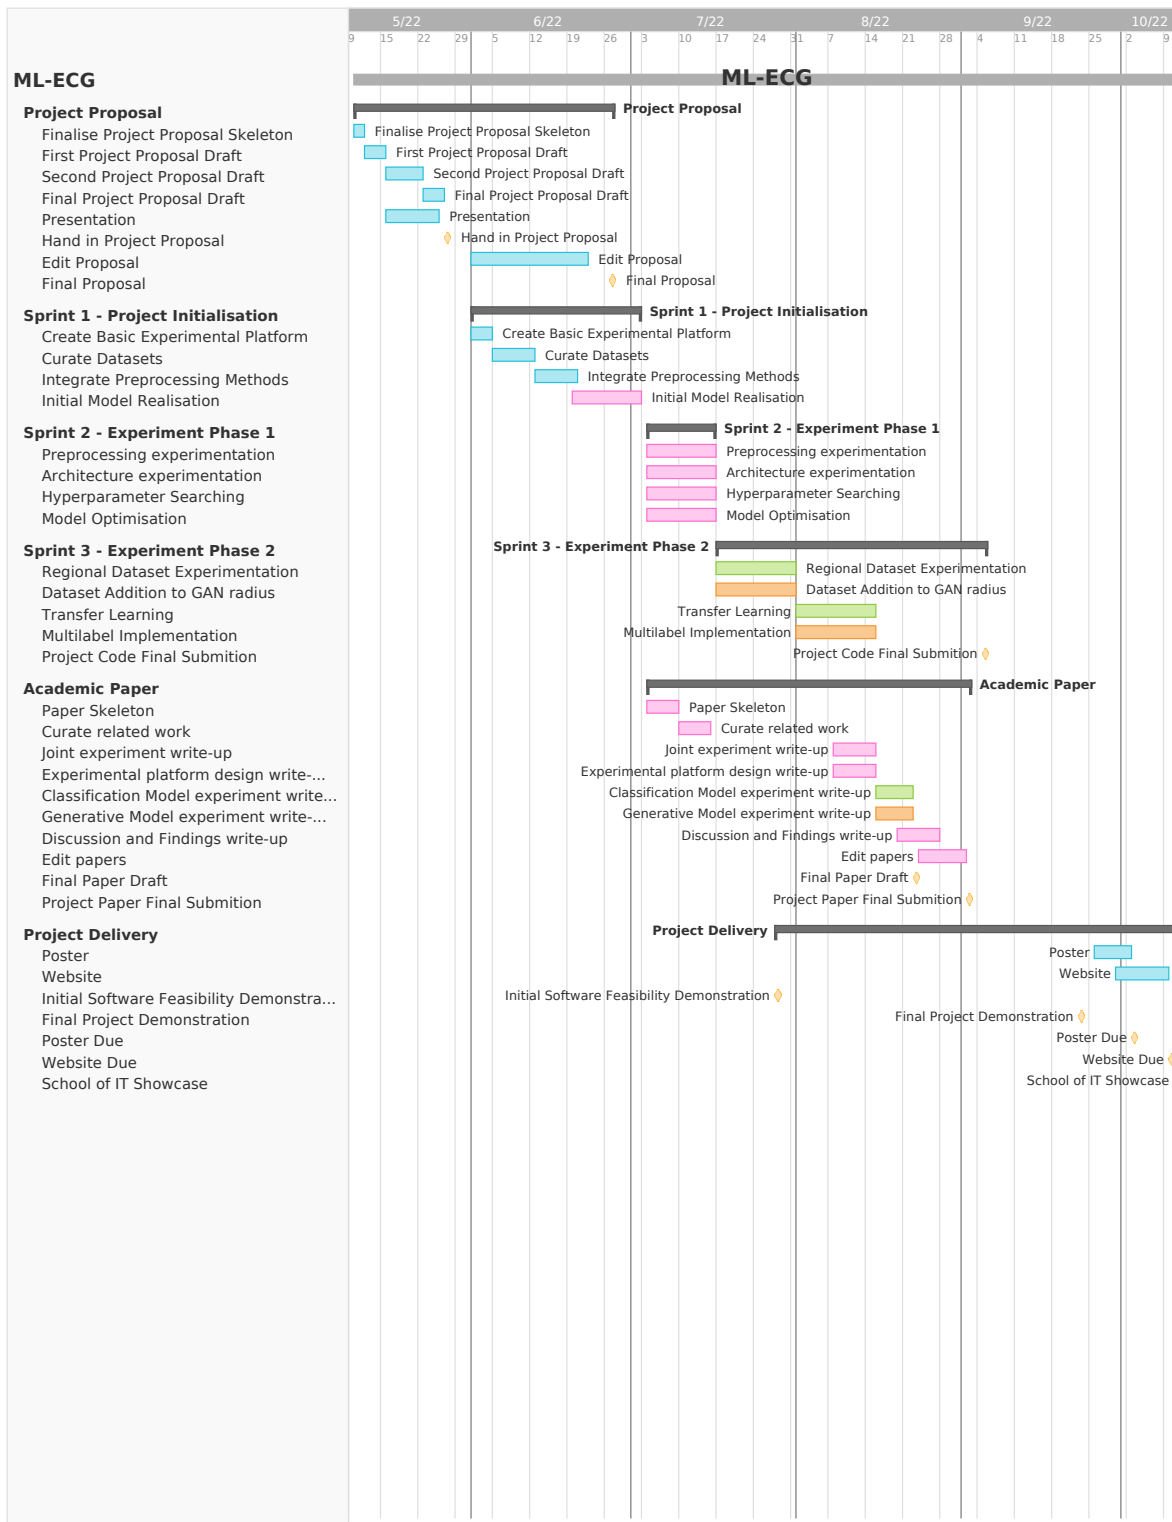 5/22 6/22 7/22 8/22 9/22 10/22
9 15 22 29 5 12 19 26 3 10 17 24 31 7 14 21 28 4 11 18 25 2 9
ML-ECG ML-ECG
Project Proposal Project Proposal
Finalise Project Proposal Skeleton Finalise Project Proposal Skeleton
First Project Proposal Draft First Project Proposal Draft
Second Project Proposal Draft Second Project Proposal Draft
Final Project Proposal Draft Final Project Proposal Draft
Presentation Presentation
Hand in Project Proposal Hand in Project Proposal
Edit Proposal Edit Proposal
Final Proposal Final Proposal
Sprint 1 - Project Initialisation Sprint 1 - Project Initialisation
Create Basic Experimental Platform Create Basic Experimental Platform
Curate Datasets Curate Datasets
Integrate Preprocessing Methods Integrate Preprocessing Methods
Initial Model Realisation Initial Model Realisation
Sprint 2 - Experiment Phase 1 Sprint 2 - Experiment Phase 1
Preprocessing experimentation Preprocessing experimentation
Architecture experimentation Architecture experimentation
Hyperparameter Searching Hyperparameter Searching
Model Optimisation Model Optimisation
Sprint 3 - Experiment Phase 2 Sprint 3 - Experiment Phase 2
Regional Dataset Experimentation Regional Dataset Experimentation
Dataset Addition to GAN radius Dataset Addition to GAN radius
Transfer Learning Transfer Learning
Multilabel Implementation Multilabel Implementation
Project Code Final Submition Project Code Final Submition
Academic Paper Academic Paper
Paper Skeleton Paper Skeleton
Curate related work Curate related work
Joint experiment write-up Joint experiment write-up
Experimental platform design write-... Experimental platform design write-up
Classification Model experiment write... Classification Model experiment write-up
Generative Model experiment write-... Generative Model experiment write-up
Discussion and Findings write-up Discussion and Findings write-up
Edit papers Edit papers
Final Paper Draft Final Paper Draft
Project Paper Final Submition Project Paper Final Submition
Project Delivery Project Delivery
Poster Poster
Website Website
Initial Software Feasibility Demonstra... Initial Software Feasibility Demonstration
Final Project Demonstration Final Project Demonstration
Poster Due Poster Due
Website Due Website Due
School of IT Showcase School of IT Showcase